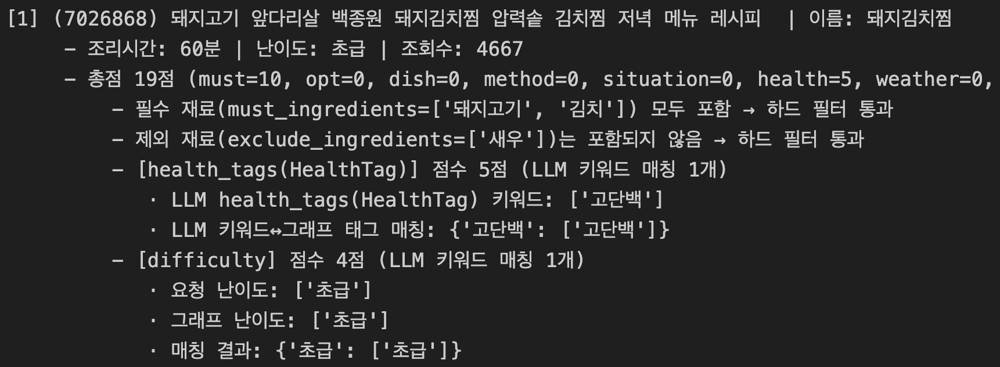 [1] (7026868) 돼지고기 앞다리살 백종원 돼지김치찜 압력솥 김치찜 저녁 메뉴 레시피 | 이름: 돼지김치찜
– 조리시간: 60분 | 난이도: 초급 | 조회수: 4667
– 총점 19점 (must=10, opt=0, dish=0, method=0, situation=0, health=5, weather=0,
– 필수 재료(must_ingredients=['돼지고기', '김치']) 모두 포함 → 하드 필터 통과
– 제외 재료(exclude_ingredients=['새우'])는 포함되지 않음 → 하드 필터 통과
– [health_tags(HealthTag)] 점수 5점 (LLM 키워드 매칭 1개)
· LLM health_tags(HealthTag) 키워드: ['고단백']
· LLM 키워드↔그래프 태그 매칭: {'고단백': ['고단백']}
– [difficulty] 점수 4점 (LLM 키워드 매칭 1개)
· 요청 난이도: ['초급']
· 그래프 난이도: ['초급']
· 매칭 결과: {'초급': ['초급']}